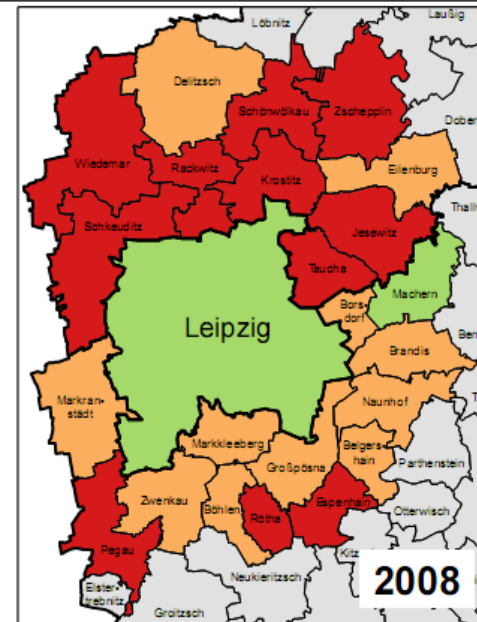 Löbnitz
Laußig
Delitzsch
Schönwölkau
Zschepplin
Dober
Wiedemar
Rackwitz
Krostitz
Eilenburg
Thall
Schkeuditz
Jesewitz
Taucha
Machern
Leipzig
Bors-
dorf
Ben
Brandis
Markran-
städt
Naunhof
Markkleeberg
Belgers-
hain
Großpösna
Parthenstein
Zwenkau
Böhlen
Rötha
Espenhain
Otterwisch
Pegau
Kitz
Elster-
trebnitz
Neukieritzsch
2008
Groitzsch